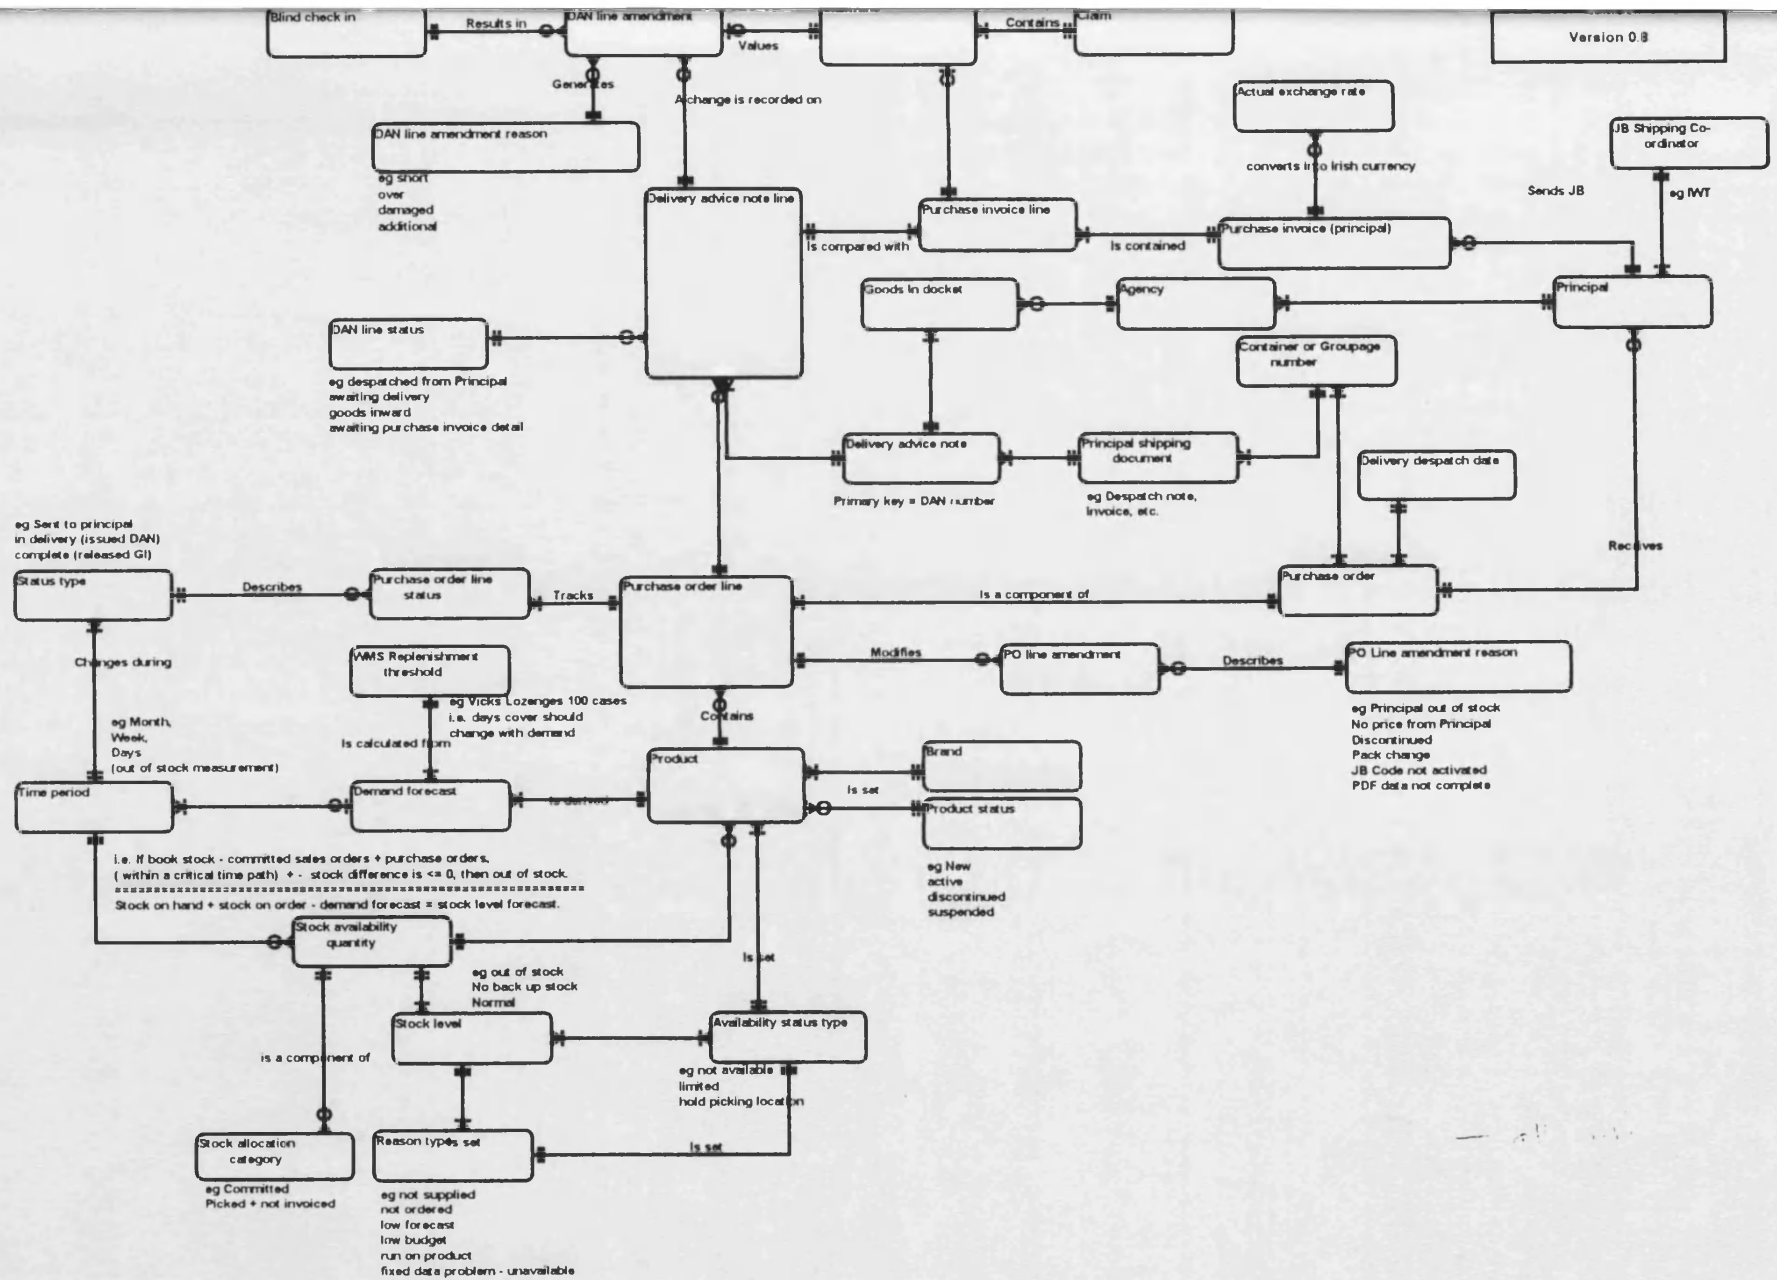 Blind check in
Results in
DAN line amendment
Values
Contains
Claim
Version 0.8
Generates
A change is recorded on
DAN line amendment reason
eg short
over
damaged
additional
Actual exchange rate
converts into Irish currency
JB Shipping Co-
ordinator
Sends JB
eg IWT
Delivery advice note line
Is compared with
Purchase invoice line
Is contained
Purchase invoice (principal)
Goods In docket
Agency
Principal
DAN line status
eg despatched from Principal
awaiting delivery
goods inward
awaiting purchase invoice detail
Container or Groupage
number
Delivery advice note
Primary key = DAN number
Principal shipping
document
eg Despatch note,
Invoice, etc.
Delivery despatch date
Receives
eg Sent to principal
in delivery (issued DAN)
complete (released GI)
Status type
Describes
Purchase order line
status
Tracks
Purchase order line
Is a component of
Purchase order
Changes during
WMS Replenishment
threshold
eg Vicks Lozenges 100 cases
i.e. days cover should
change with demand
Modifies
PO line amendment
Describes
PO Line amendment reason
eg Principal out of stock
No price from Principal
Discontinued
Pack change
JB Code not activated
PDF data not complete
eg Month,
Week,
Days
(out of stock measurement)
Is calculated from
Contains
Time period
Demand forecast
Is derived
Product
Brand
Is set
Product status
eg New
active
discontinued
suspended
i.e. If book stock - committed sales orders + purchase orders,
( within a critical time path) + - stock difference is <= 0, then out of stock.
=============================================================
Stock on hand + stock on order - demand forecast = stock level forecast.
Stock availability
quantity
eg out of stock
No back up stock
Normal
Is set
Stock level
Availability status type
eg not available
limited
hold picking location
is a component of
Stock allocation
category
eg Committed
Picked + not invoiced
Reason type
Is set
Is set
eg not supplied
not ordered
low forecast
low budget
run on product
fixed data problem - unavailable